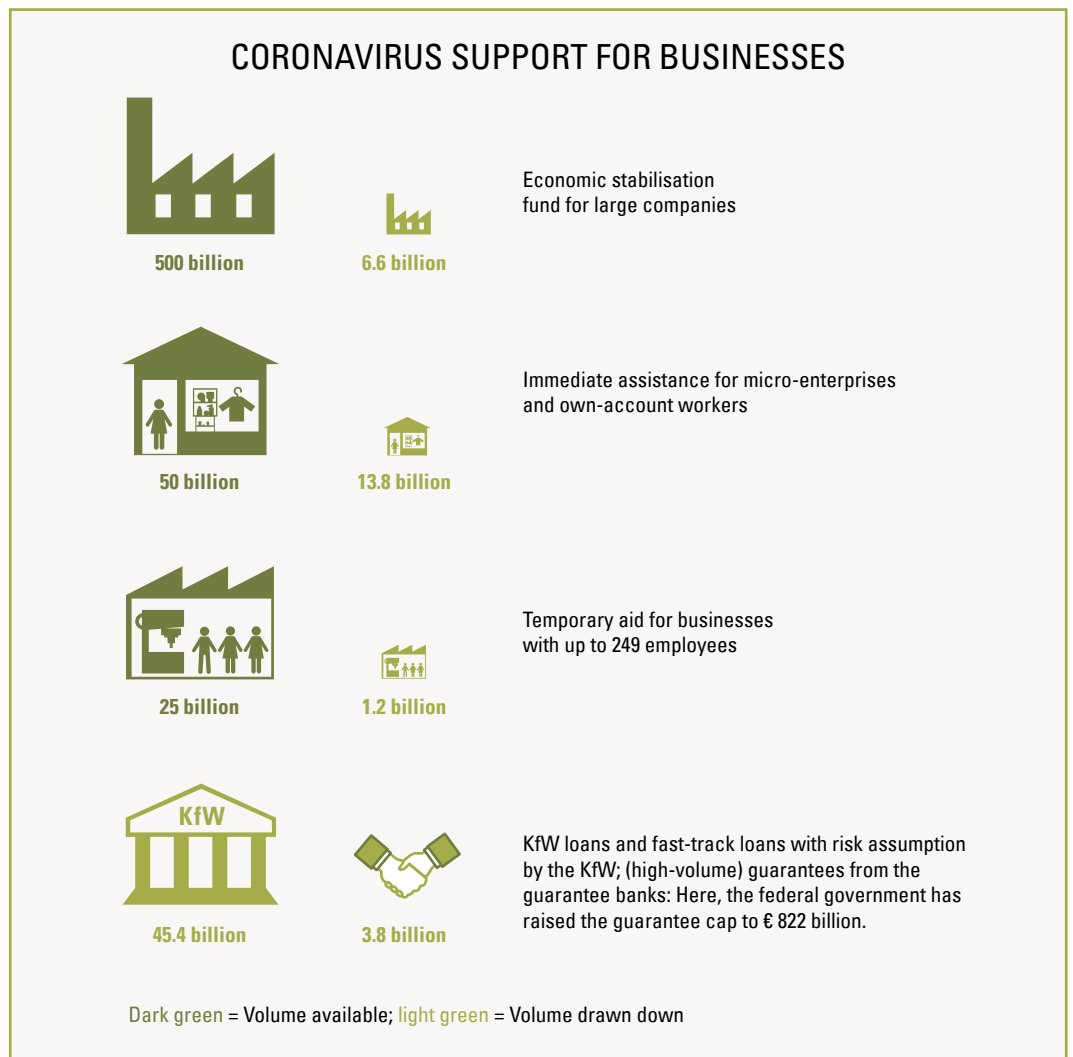 CORONAVIRUS SUPPORT FOR BUSINESSES
500 billion
6.6 billion
Economic stabilisation
fund for large companies
50 billion
13.8 billion
Immediate assistance for micro-enterprises
and own-account workers
25 billion
1.2 billion
Temporary aid for businesses
with up to 249 employees
KfW
45.4 billion
3.8 billion
KfW loans and fast-track loans with risk assumption
by the KfW; (high-volume) guarantees from the
guarantee banks: Here, the federal government has
raised the guarantee cap to € 822 billion.
Dark green = Volume available; light green = Volume drawn down